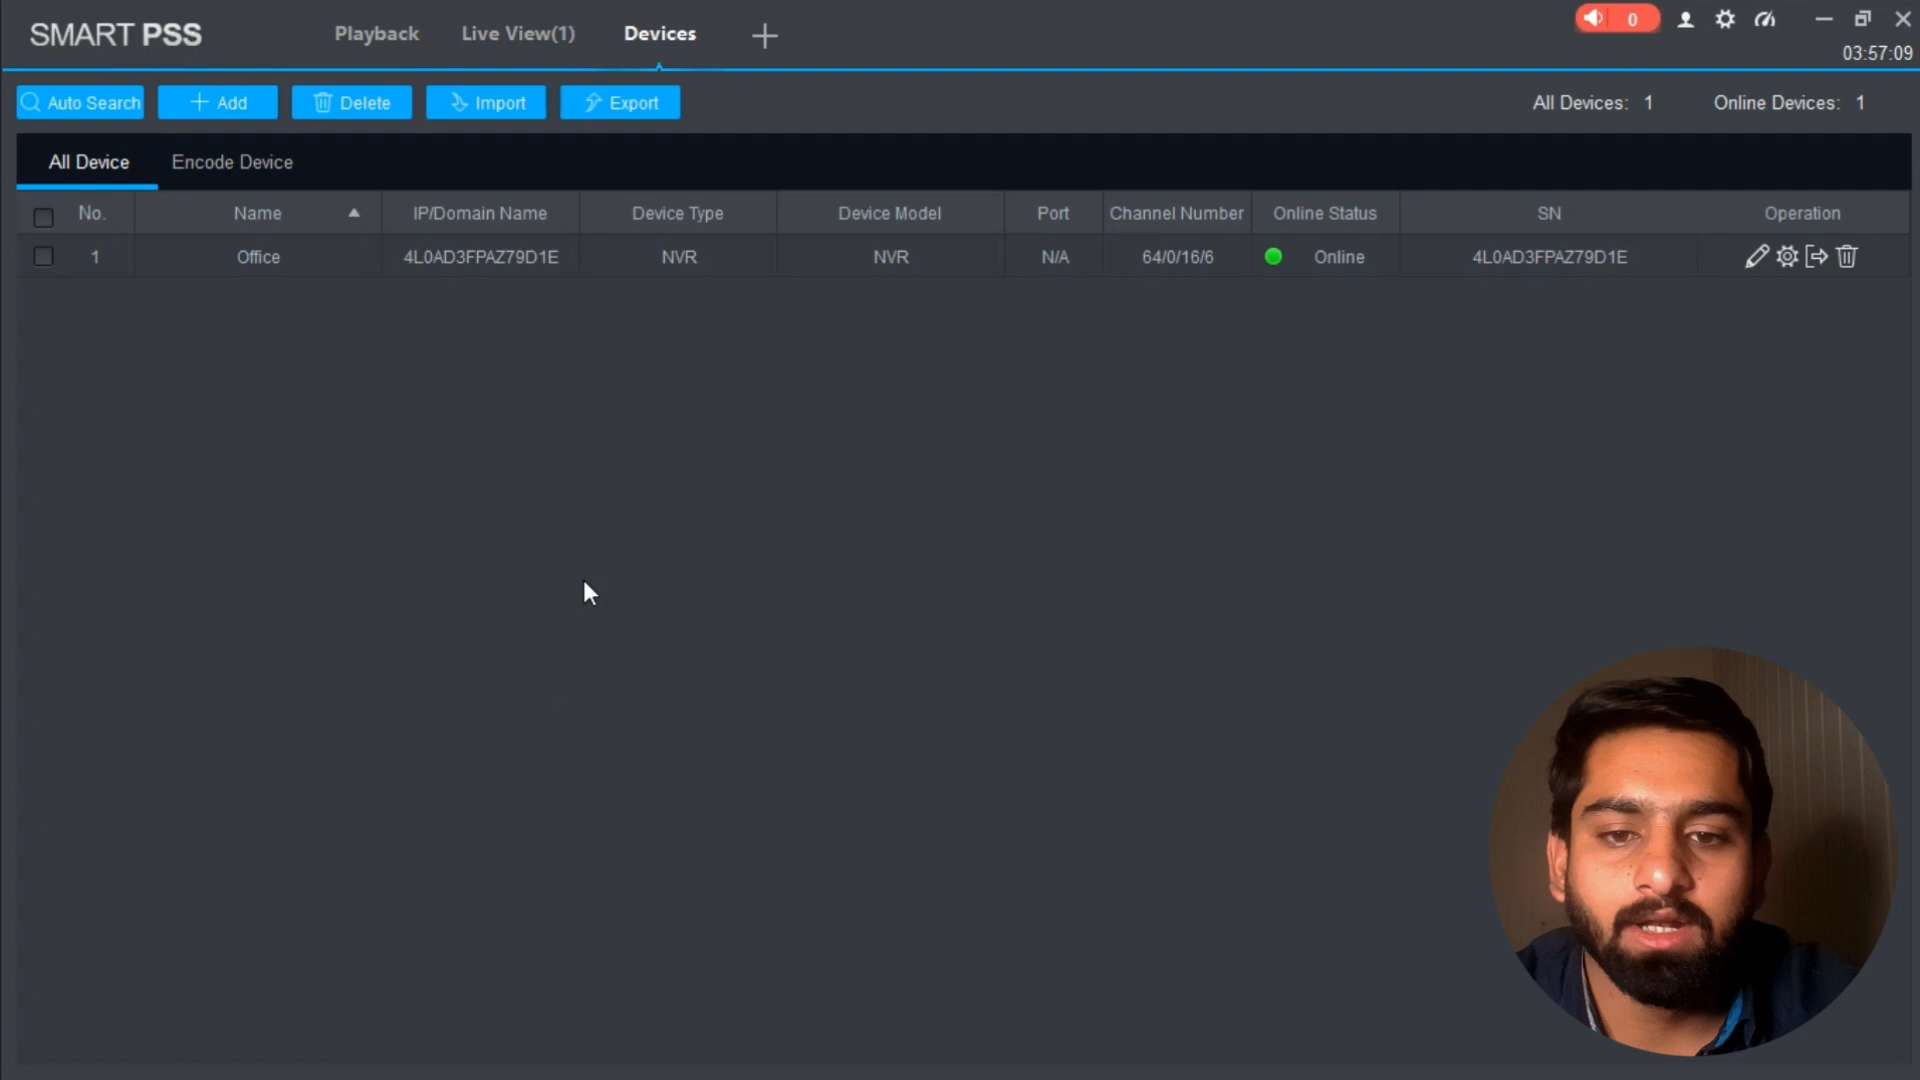 SMART PSS
Playback Live View(1) Devices
0
03:57:09
Auto Search Add Delete Import Export All Devices: 1 Online Devices: 1
All Device Encode Device
No. Name IP/Domain Name Device Type Device Model Port Channel Number Online Status SN Operation
1 Office 4L0AD3FPAZ79D1E NVR NVR N/A 64/0/16/6 Online 4L0AD3FPAZ79D1E